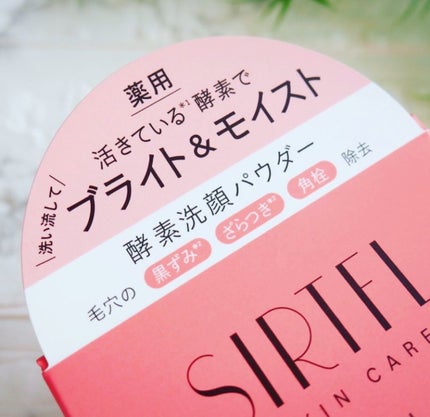 薬用
活きている※1酵素で
\洗い流して/
ブライト&モイスト
酵素洗顔パウダー
毛穴の 黒ずみ※2 ざらつき※2 角栓 除去
SIRTFL
KIN CARE